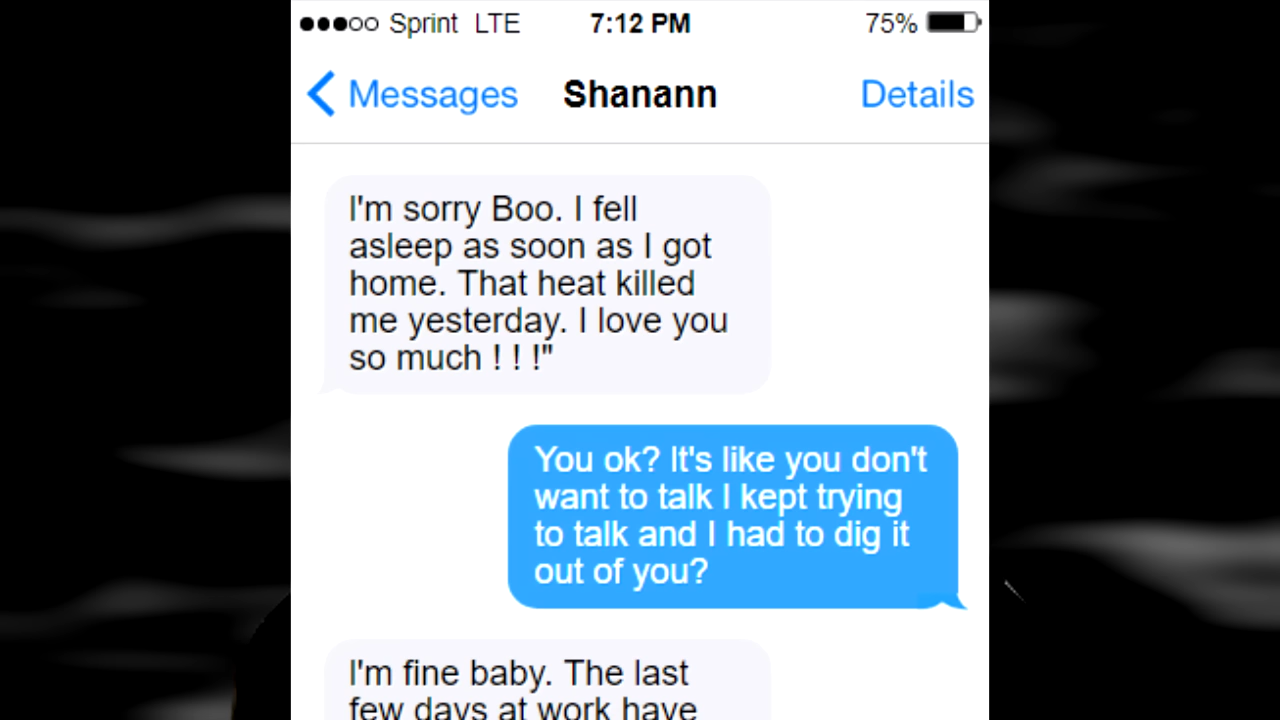 Sprint LTE 7:12 PM 75%
Messages Shanann Details
I'm sorry Boo. I fell
asleep as soon as I got
home. That heat killed
me yesterday. I love you
so much ! ! !"
You ok? It's like you don't
want to talk I kept trying
to talk and I had to dig it
out of you?
I'm fine baby. The last
few days at work have